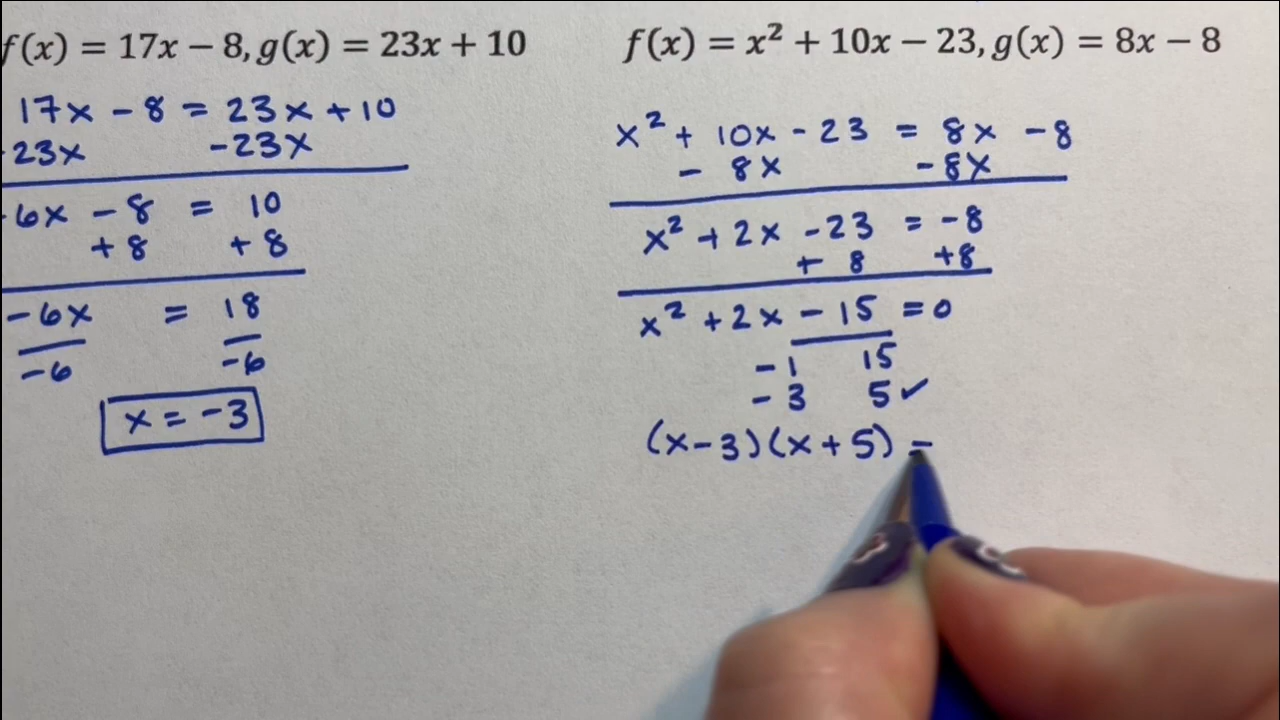 f(x) = 17x − 8, g(x) = 23x + 10
17x - 8 = 23x + 10
-23x -23x
-6x - 8 = 10
+ 8 + 8
-6x = 18
-6 -6
x = -3
f(x) = x² + 10x − 23, g(x) = 8x − 8
x² + 10x - 23 = 8x - 8
- 8x - 8x
x² + 2x - 23 = -8
+ 8 +8
x² + 2x - 15 = 0
-1 15
-3 5 ✓
(x-3)(x+5) =